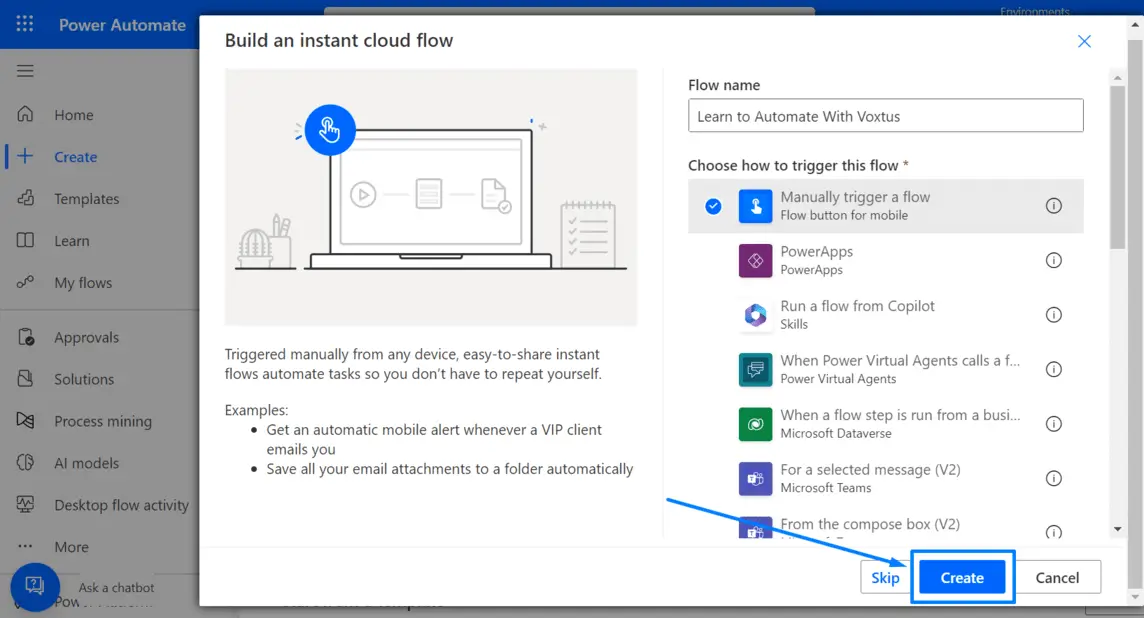 Power Automate
Environments
Home
Create
Templates
Learn
My flows
Approvals
Solutions
Process mining
AI models
Desktop flow activity
More
Ask a chatbot
Build an instant cloud flow
Triggered manually from any device, easy-to-share instant
flows automate tasks so you don’t have to repeat yourself.
Examples:
Get an automatic mobile alert whenever a VIP client
emails you
Save all your email attachments to a folder automatically
Flow name
Learn to Automate With Voxtus
Choose how to trigger this flow *
Manually trigger a flow
Flow button for mobile
PowerApps
PowerApps
Run a flow from Copilot
Skills
When Power Virtual Agents calls a f...
Power Virtual Agents
When a flow step is run from a busi...
Microsoft Dataverse
For a selected message (V2)
Microsoft Teams
From the compose box (V2)
Skip
Create
Cancel